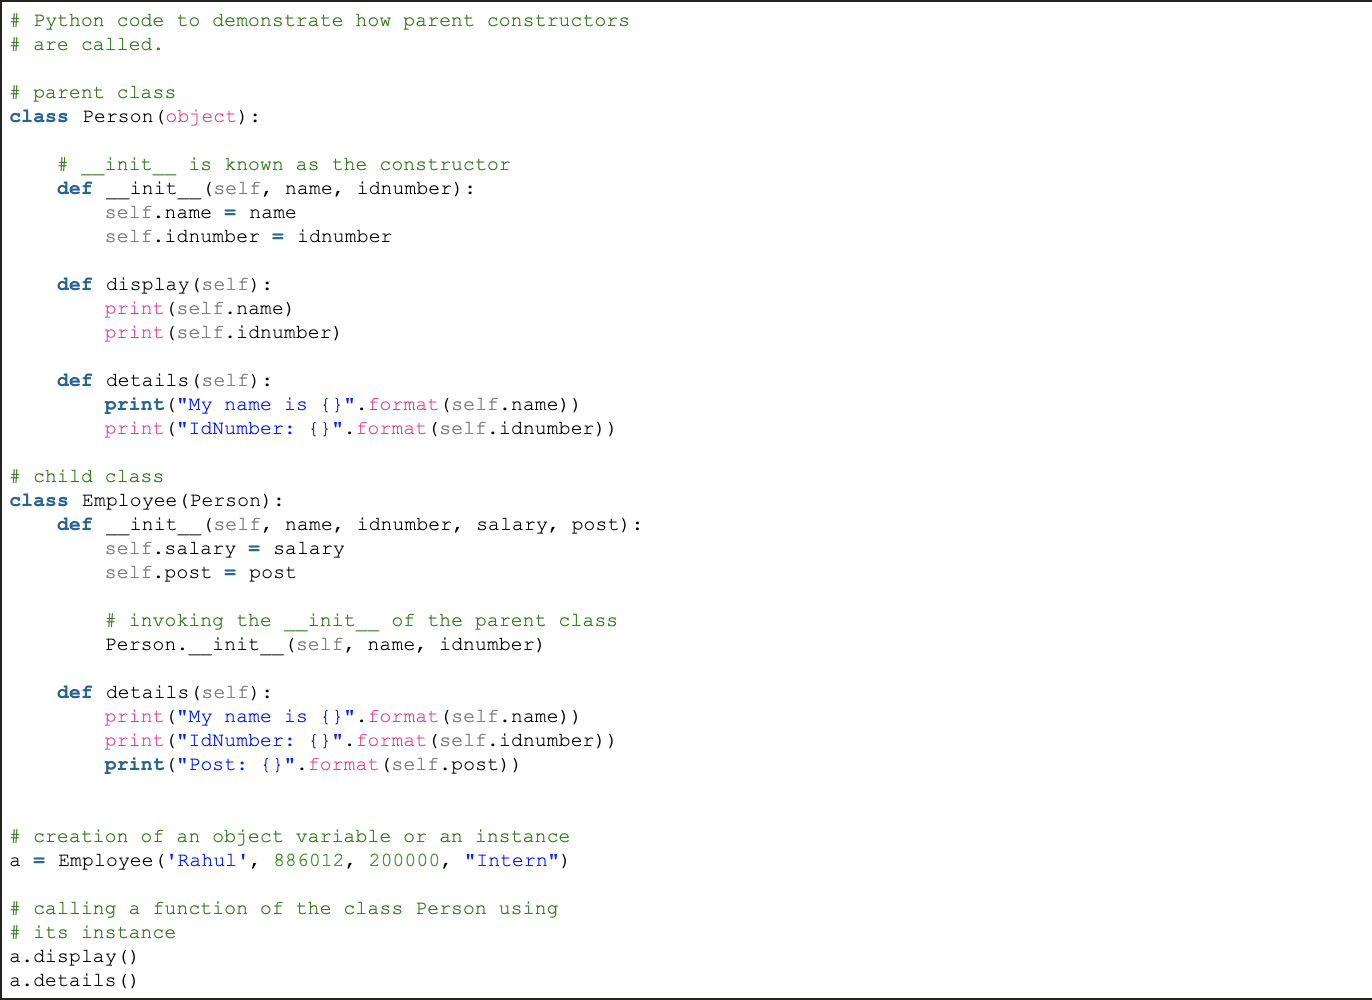 # Python code to demonstrate how parent constructors
# are called.

# parent class
class Person(object):

    # __init__ is known as the constructor
    def __init__(self, name, idnumber):
        self.name = name
        self.idnumber = idnumber

    def display(self):
        print(self.name)
        print(self.idnumber)

    def details(self):
        print("My name is {}".format(self.name))
        print("IdNumber: {}".format(self.idnumber))

# child class
class Employee(Person):
    def __init__(self, name, idnumber, salary, post):
        self.salary = salary
        self.post = post

        # invoking the __init__ of the parent class
        Person.__init__(self, name, idnumber)

    def details(self):
        print("My name is {}".format(self.name))
        print("IdNumber: {}".format(self.idnumber))
        print("Post: {}".format(self.post))


# creation of an object variable or an instance
a = Employee('Rahul', 886012, 200000, "Intern")

# calling a function of the class Person using
# its instance
a.display()
a.details()